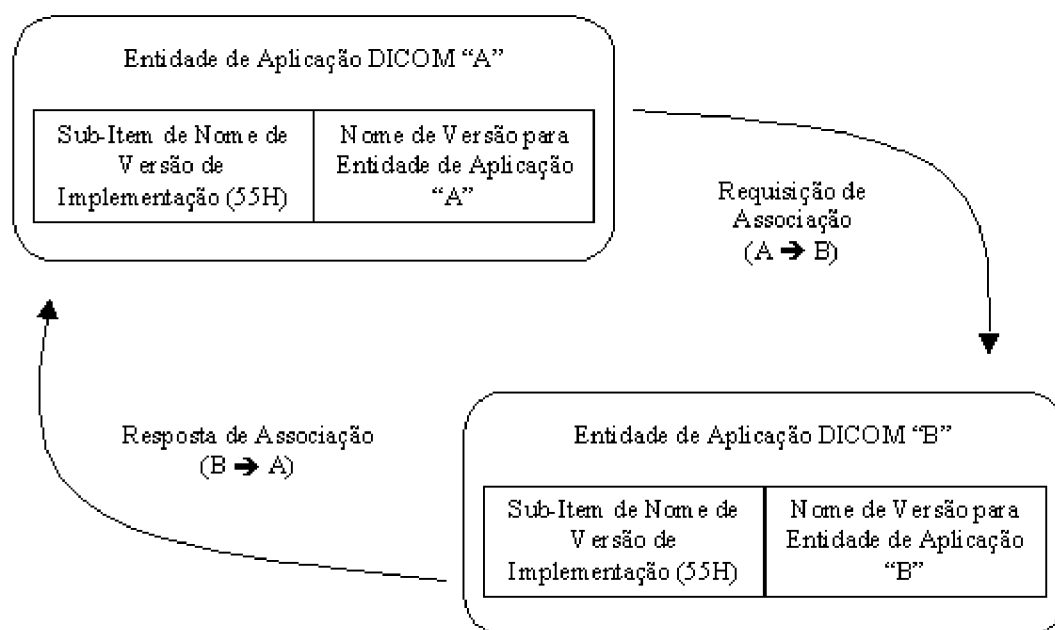 Entidade de Aplicação DICOM “A”
Sub-Item de Nome de
Versão de
Implementação (55H)
Nome de Versão para
Entidade de Aplicação
“A”
Requisição de
Associação
(A ➔ B)
Resposta de Associação
(B ➔ A)
Entidade de Aplicação DICOM “B”
Sub-Item de Nome de
Versão de
Implementação (55H)
Nome de Versão para
Entidade de Aplicação
“B”